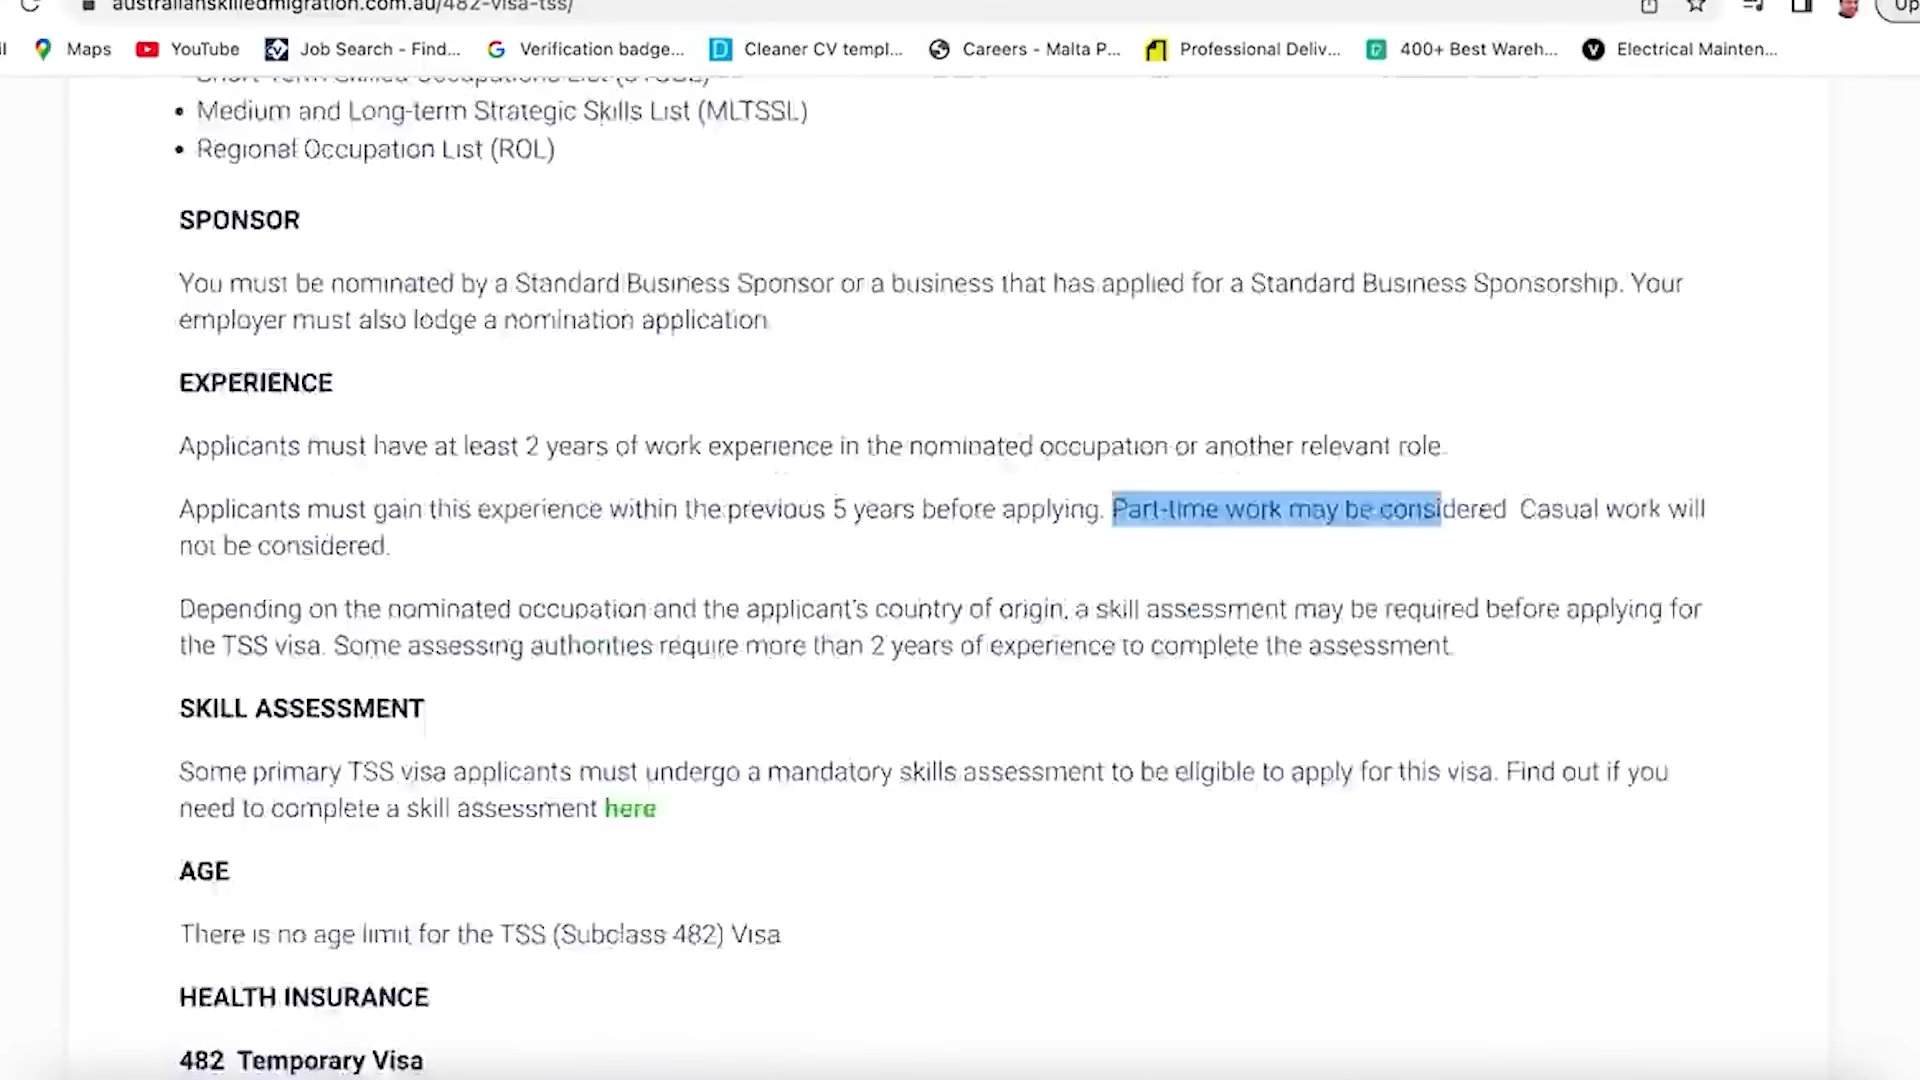 australianskilledmigration.com.au/482-visa-tss/
Maps YouTube Job Search - Find... Verification badge... Cleaner CV templ... Careers - Malta P... Professional Deliv... 400+ Best Wareh... Electrical Mainten...
• Medium and Long-term Strategic Skills List (MLTSSL)
• Regional Occupation List (ROL)
SPONSOR
You must be nominated by a Standard Business Sponsor or a business that has applied for a Standard Business Sponsorship. Your
employer must also lodge a nomination application
EXPERIENCE
Applicants must have at least 2 years of work experience in the nominated occupation or another relevant role.
Applicants must gain this experience within the previous 5 years before applying. Part-time work may be considered Casual work will
not be considered.
Depending on the nominated occupation and the applicant's country of origin, a skill assessment may be required before applying for
the TSS visa. Some assessing authorities require more than 2 years of experience to complete the assessment.
SKILL ASSESSMENT
Some primary TSS visa applicants must undergo a mandatory skills assessment to be eligible to apply for this visa. Find out if you
need to complete a skill assessment here
AGE
There is no age limit for the TSS (Subclass 482) Visa
HEALTH INSURANCE
482 Temporary Visa